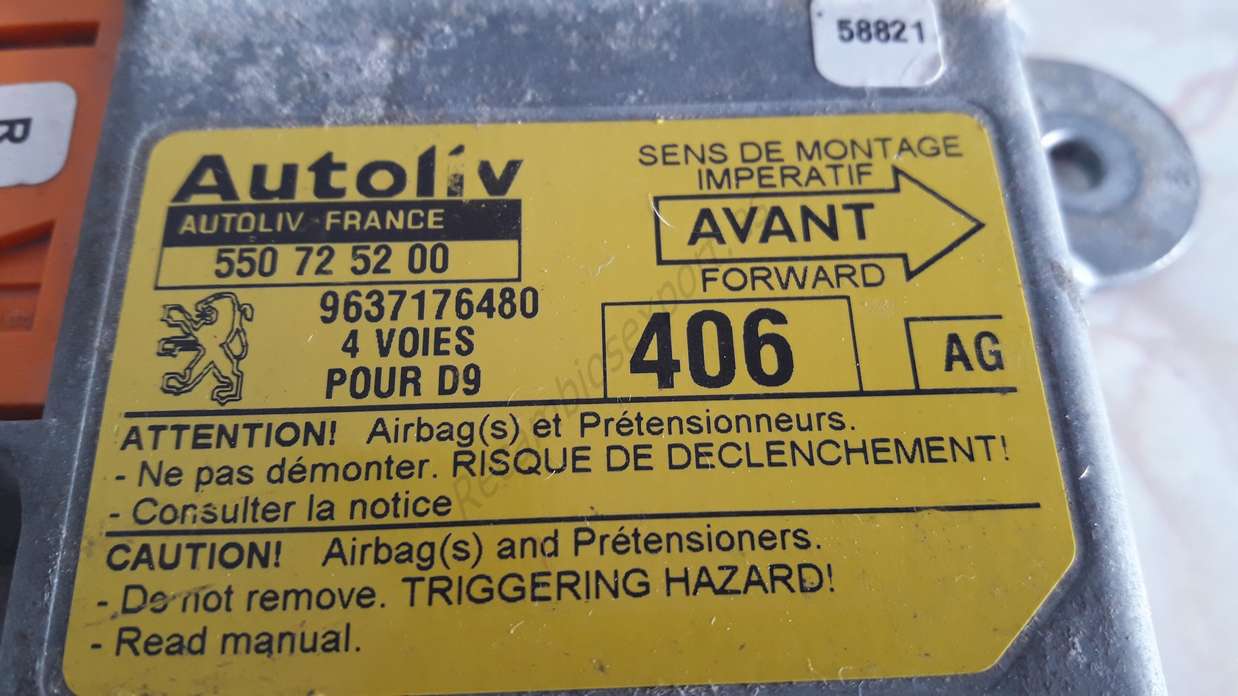 58821
R
Autoliv
AUTOLIV - FRANCE
550 72 52 00
9637176480
4 VOIES
POUR D9
SENS DE MONTAGE
IMPERATIF
AVANT
FORWARD
406
AG
ATTENTION! Airbag(s) et Prétensionneurs.
- Ne pas démonter. RISQUE DE DECLENCHEMENT!
- Consulter la notice
CAUTION! Airbag(s) and Prétensioners.
- Do not remove. TRIGGERING HAZARD!
- Read manual.